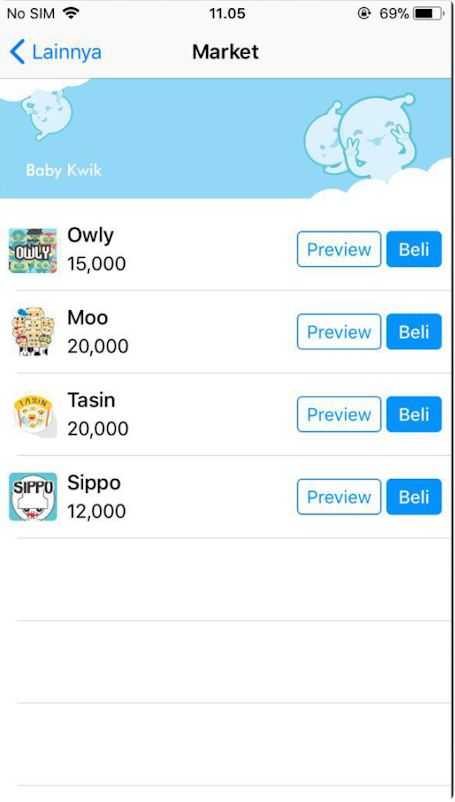 No SIM 11.05 69%
Lainnya Market
Baby Kwik
OWLY
Owly
15,000
Preview Beli
Moo
20,000
Preview Beli
TASIN
Tasin
20,000
Preview Beli
SIPPO
Sippo
12,000
Preview Beli